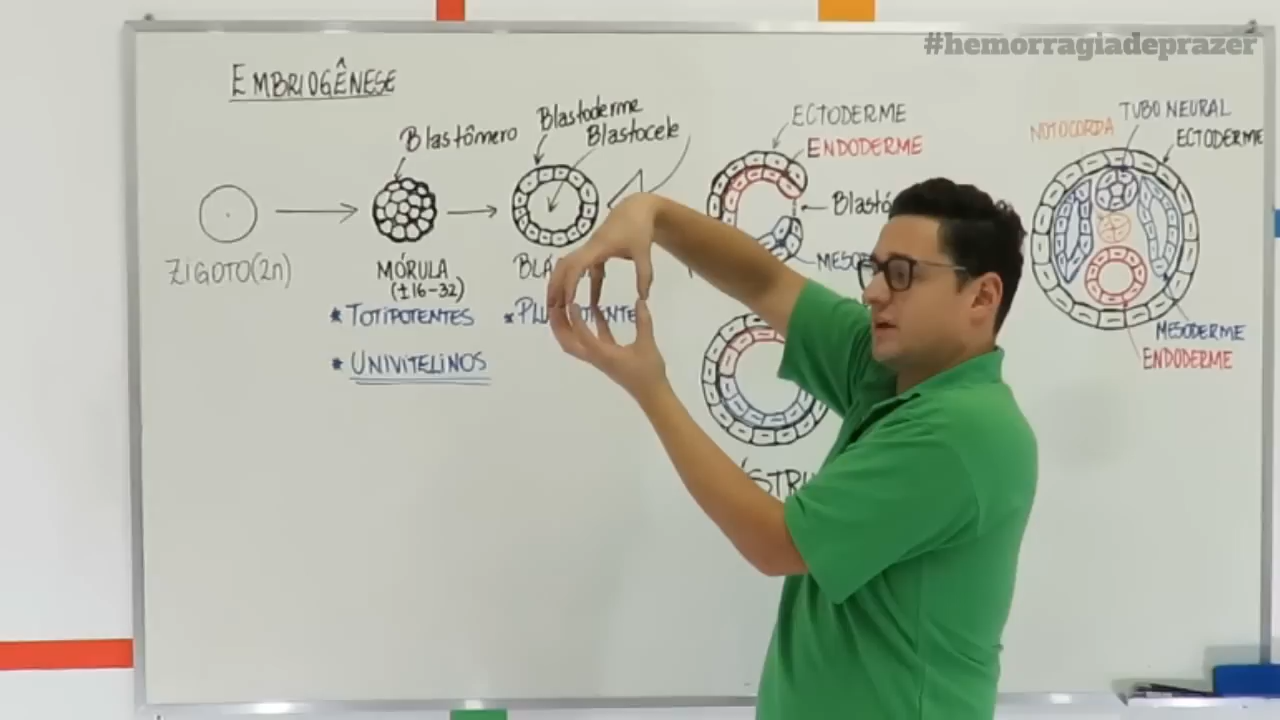 #hemorragiadeprazer
EMBRIOGÊNESE
Blastômero
Blastoderme
Blastocele
ECTODERME
ENDODERME
NOTOCORDA
TUBO NEURAL
ECTODERME
ZIGOTO(2n)
MÓRULA
(±16-32)
* TOTIPOTENTES
* UNIVITELINOS
MESODERME
ENDODERME